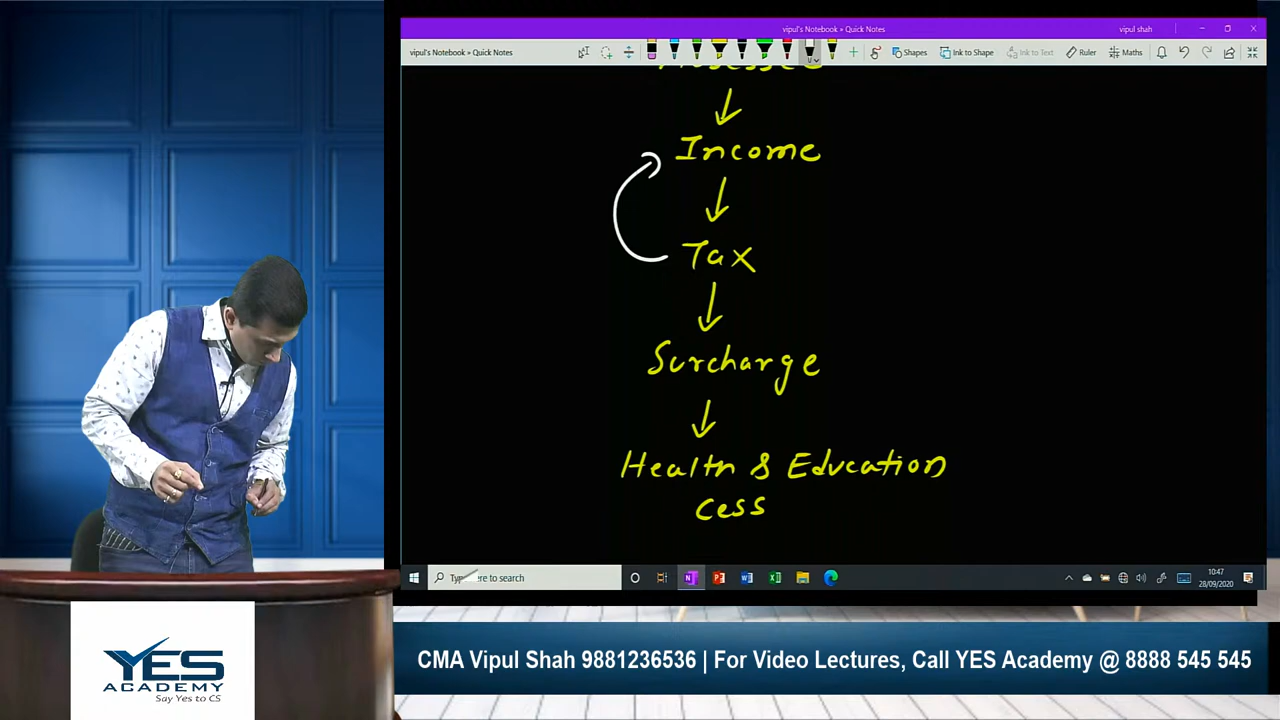 vipul's Notebook » Quick Notes
vipul shah
vipul's Notebook » Quick Notes
Ink to Shape
Ink to Text
Shapes
Ruler
Maths
Income
Tax
Surcharge
Health & Education
Cess
10:47
28/09/2020
YES
ACADEMY
Say Yes to CS
CMA Vipul Shah 9881236536 | For Video Lectures, Call YES Academy @ 8888 545 545